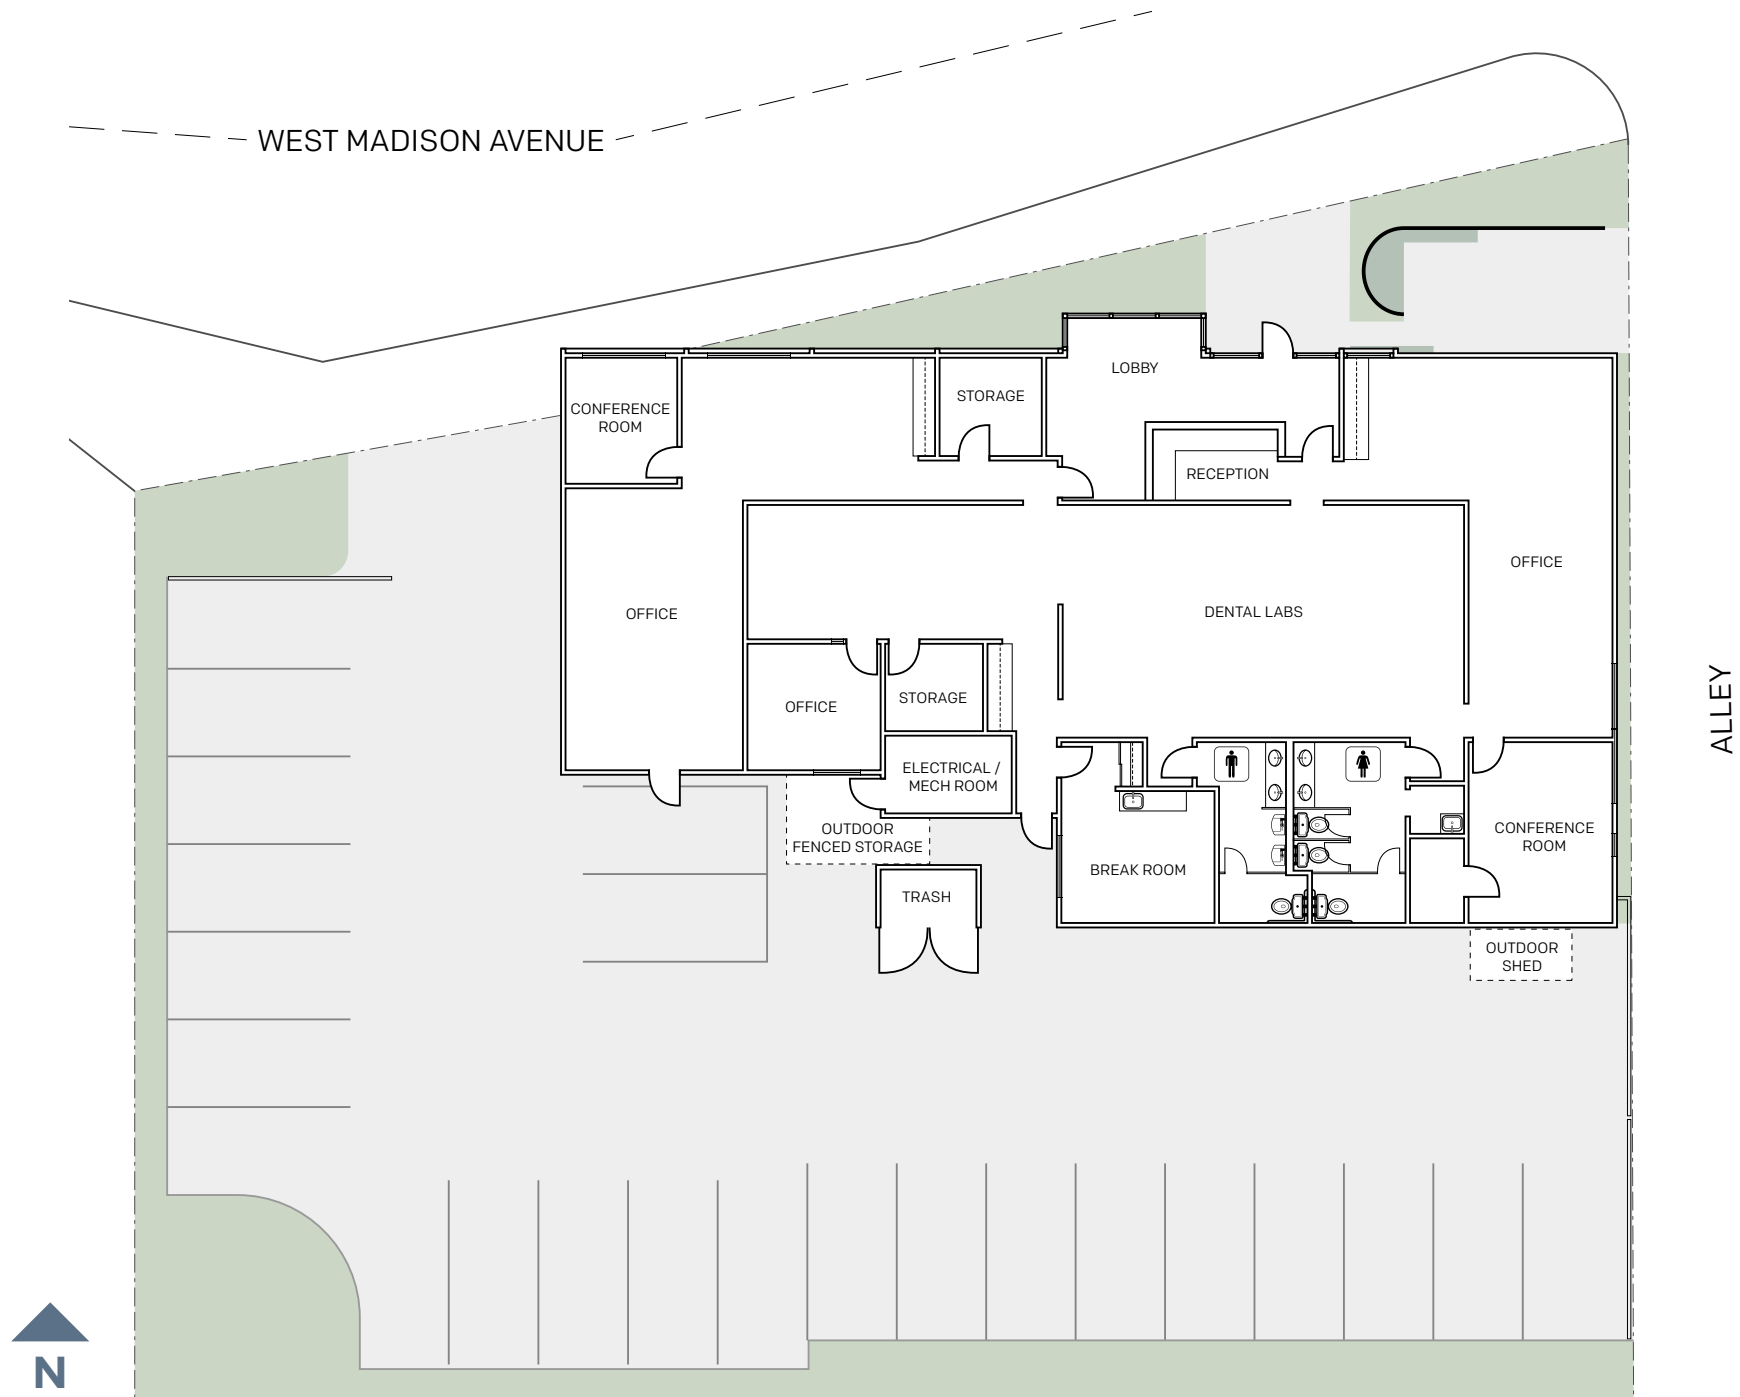 WEST MADISON AVENUE
LOBBY
STORAGE
CONFERENCE
ROOM
RECEPTION
OFFICE
OFFICE
DENTAL LABS
ALLEY
OFFICE
STORAGE
ELECTRICAL /
MECH ROOM
OUTDOOR
FENCED STORAGE
CONFERENCE
ROOM
BREAK ROOM
TRASH
OUTDOOR
SHED
N